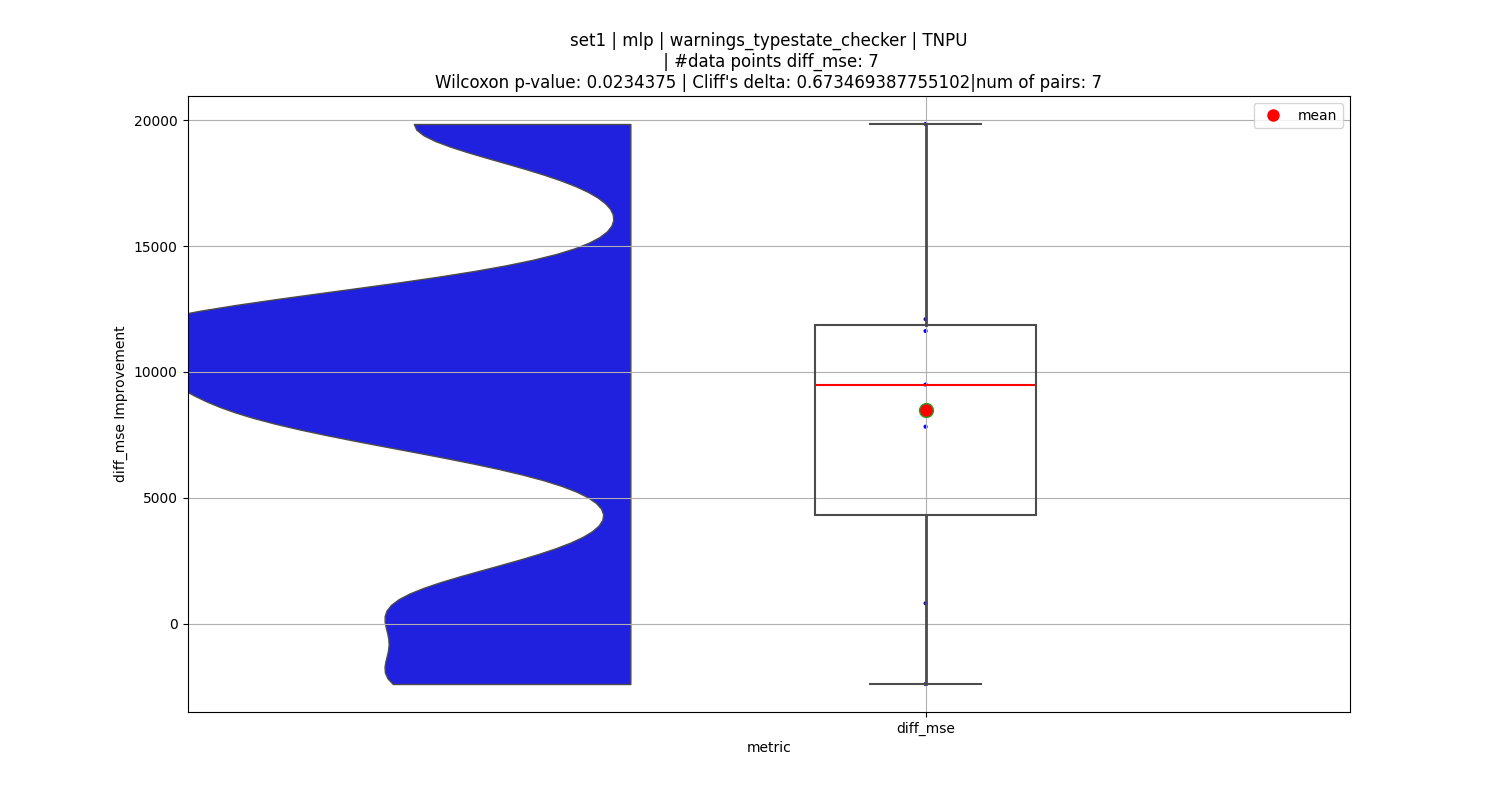 set1 | mlp | warnings_typestate_checker | TNPU
| #data points diff_mse: 7
Wilcoxon p-value: 0.0234375 | Cliff's delta: 0.673469387755102|num of pairs: 7
mean
20000
15000
10000
5000
0
diff_mse Improvement
diff_mse
metric